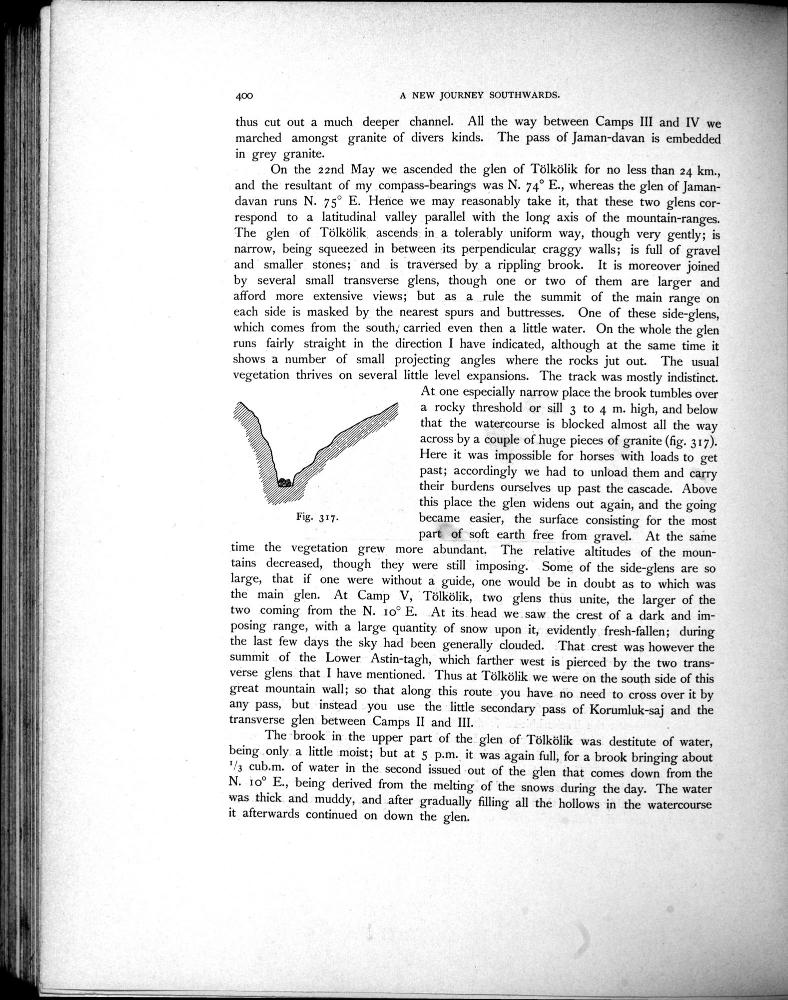 400 A NEW JOURNEY SOUTHWARDS.
thus cut out a much deeper channel. All the way between Camps III and IV we
marched amongst granite of divers kinds. The pass of Jaman-davan is embedded
in grey granite.
On the 22nd May we ascended the glen of Tölkölik for no less than 24 km.,
and the resultant of my compass-bearings was N. 74° E., whereas the glen of Jaman-
davan runs N. 75° E. Hence we may reasonably take it, that these two glens cor-
respond to a latitudinal valley parallel with the long axis of the mountain-ranges.
The glen of Tölkölik ascends in a tolerably uniform way, though very gently; is
narrow, being squeezed in between its perpendicular craggy walls; is full of gravel
and smaller stones; and is traversed by a rippling brook. It is moreover joined
by several small transverse glens, though one or two of them are larger and
afford more extensive views; but as a rule the summit of the main range on
each side is masked by the nearest spurs and buttresses. One of these side-glens,
which comes from the south, carried even then a little water. On the whole the glen
runs fairly straight in the direction I have indicated, although at the same time it
shows a number of small projecting angles where the rocks jut out. The usual
vegetation thrives on several little level expansions. The track was mostly indistinct.
At one especially narrow place the brook tumbles over
a rocky threshold or sill 3 to 4 m. high, and below
that the watercourse is blocked almost all the way
across by a couple of huge pieces of granite (fig. 317).
Here it was impossible for horses with loads to get
past; accordingly we had to unload them and carry
their burdens ourselves up past the cascade. Above
this place the glen widens out again, and the going
became easier, the surface consisting for the most
part of soft earth free from gravel. At the same
Fig. 317.
time the vegetation grew more abundant. The relative altitudes of the moun-
tains decreased, though they were still imposing. Some of the side-glens are so
large, that if one were without a guide, one would be in doubt as to which was
the main glen. At Camp V, Tölkölik, two glens thus unite, the larger of the
two coming from the N. 10° E. At its head we saw the crest of a dark and im-
posing range, with a large quantity of snow upon it, evidently fresh-fallen; during
the last few days the sky had been generally clouded. That crest was however the
summit of the Lower Astin-tagh, which farther west is pierced by the two trans-
verse glens that I have mentioned. Thus at Tölkölik we were on the south side of this
great mountain wall; so that along this route you have no need to cross over it by
any pass, but instead you use the little secondary pass of Korumluk-saj and the
transverse glen between Camps II and III.
The brook in the upper part of the glen of Tölkölik was destitute of water,
being only a little moist; but at 5 p.m. it was again full, for a brook bringing about
1/3 cub.m. of water in the second issued out of the glen that comes down from the
N. 10° E., being derived from the melting of the snows during the day. The water
was thick and muddy, and after gradually filling all the hollows in the watercourse
it afterwards continued on down the glen.